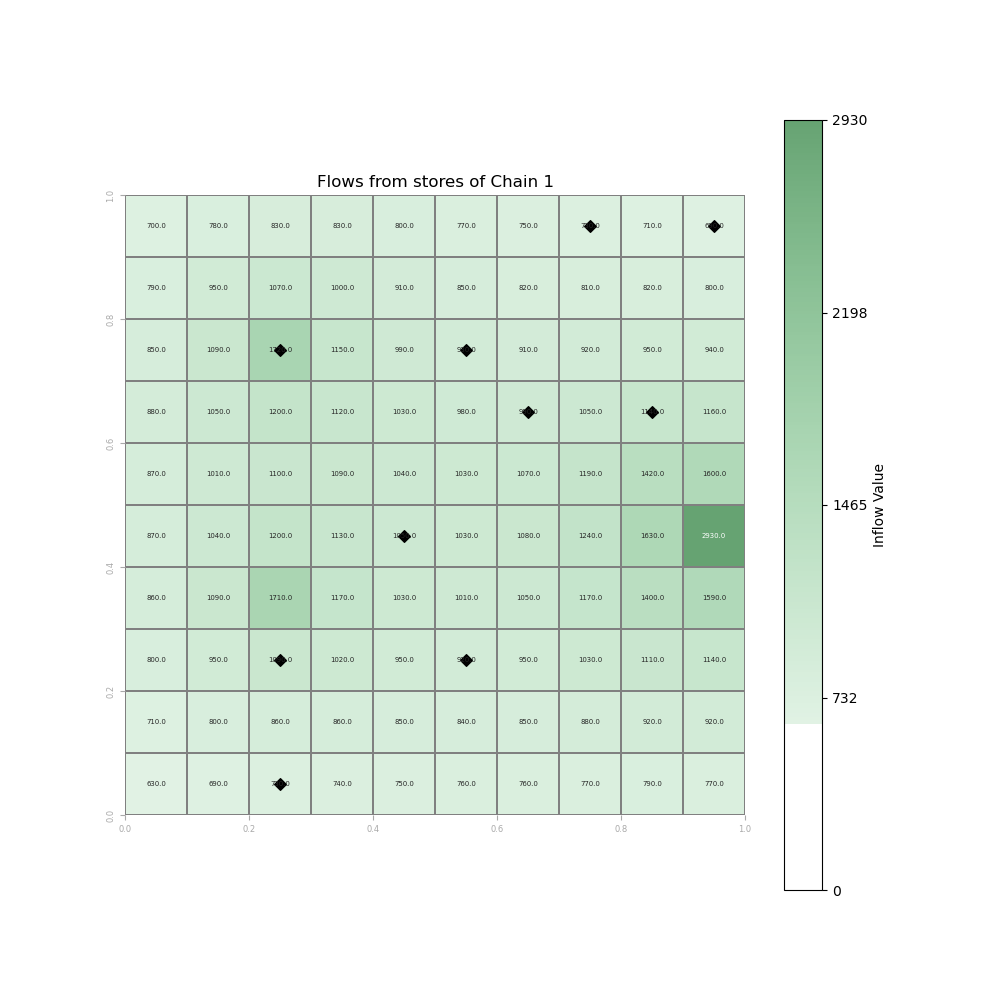 Flows from stores of Chain 1
1.0
700.0 780.0 830.0 830.0 800.0 770.0 750.0 710.0
790.0 950.0 1070.0 1000.0 910.0 850.0 820.0 810.0 820.0 800.0
0.8
850.0 1090.0 1150.0 990.0 910.0 920.0 950.0 940.0
880.0 1050.0 1200.0 1120.0 1030.0 980.0 1050.0 1160.0
0.6
870.0 1010.0 1100.0 1090.0 1040.0 1030.0 1070.0 1190.0 1420.0 1600.0
870.0 1040.0 1200.0 1130.0 1030.0 1080.0 1240.0 1630.0 2930.0
0.4
860.0 1090.0 1710.0 1170.0 1030.0 1010.0 1050.0 1170.0 1400.0 1590.0
800.0 950.0 1020.0 950.0 950.0 1030.0 1110.0 1140.0
0.2
710.0 800.0 860.0 860.0 850.0 840.0 850.0 880.0 920.0 920.0
630.0 690.0 740.0 750.0 760.0 760.0 770.0 790.0 770.0
0.0
0.0 0.2 0.4 0.6 0.8 1.0
2930
2198
1465
732
0
Inflow Value